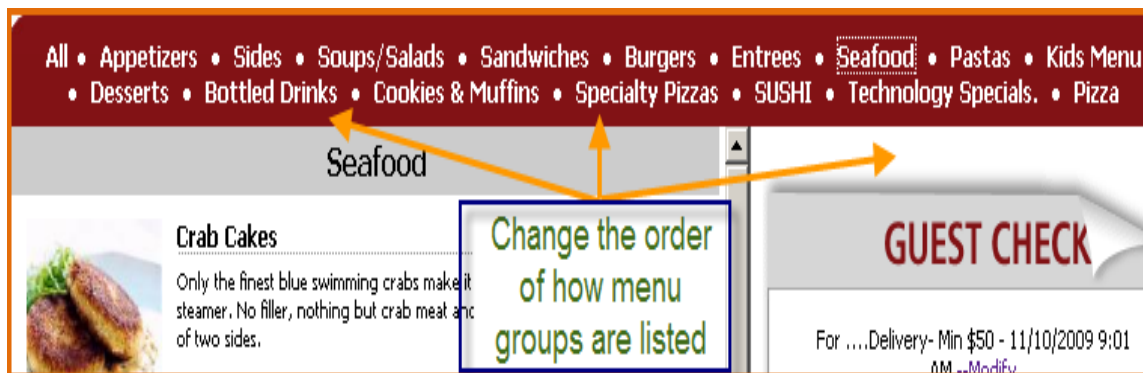 All • Appetizers • Sides • Soups/Salads • Sandwiches • Burgers • Entrees • Seafood • Pastas • Kids Menu
• Desserts • Bottled Drinks • Cookies & Muffins • Specialty Pizzas • SUSHI • Technology Specials. • Pizza
Seafood
Crab Cakes
Only the finest blue swimming crabs make it
steamer. No filler, nothing but crab meat and
of two sides.
Change the order
of how menu
groups are listed
GUEST CHECK
For ....Delivery- Min $50 - 11/10/2009 9:01
AM --Modify